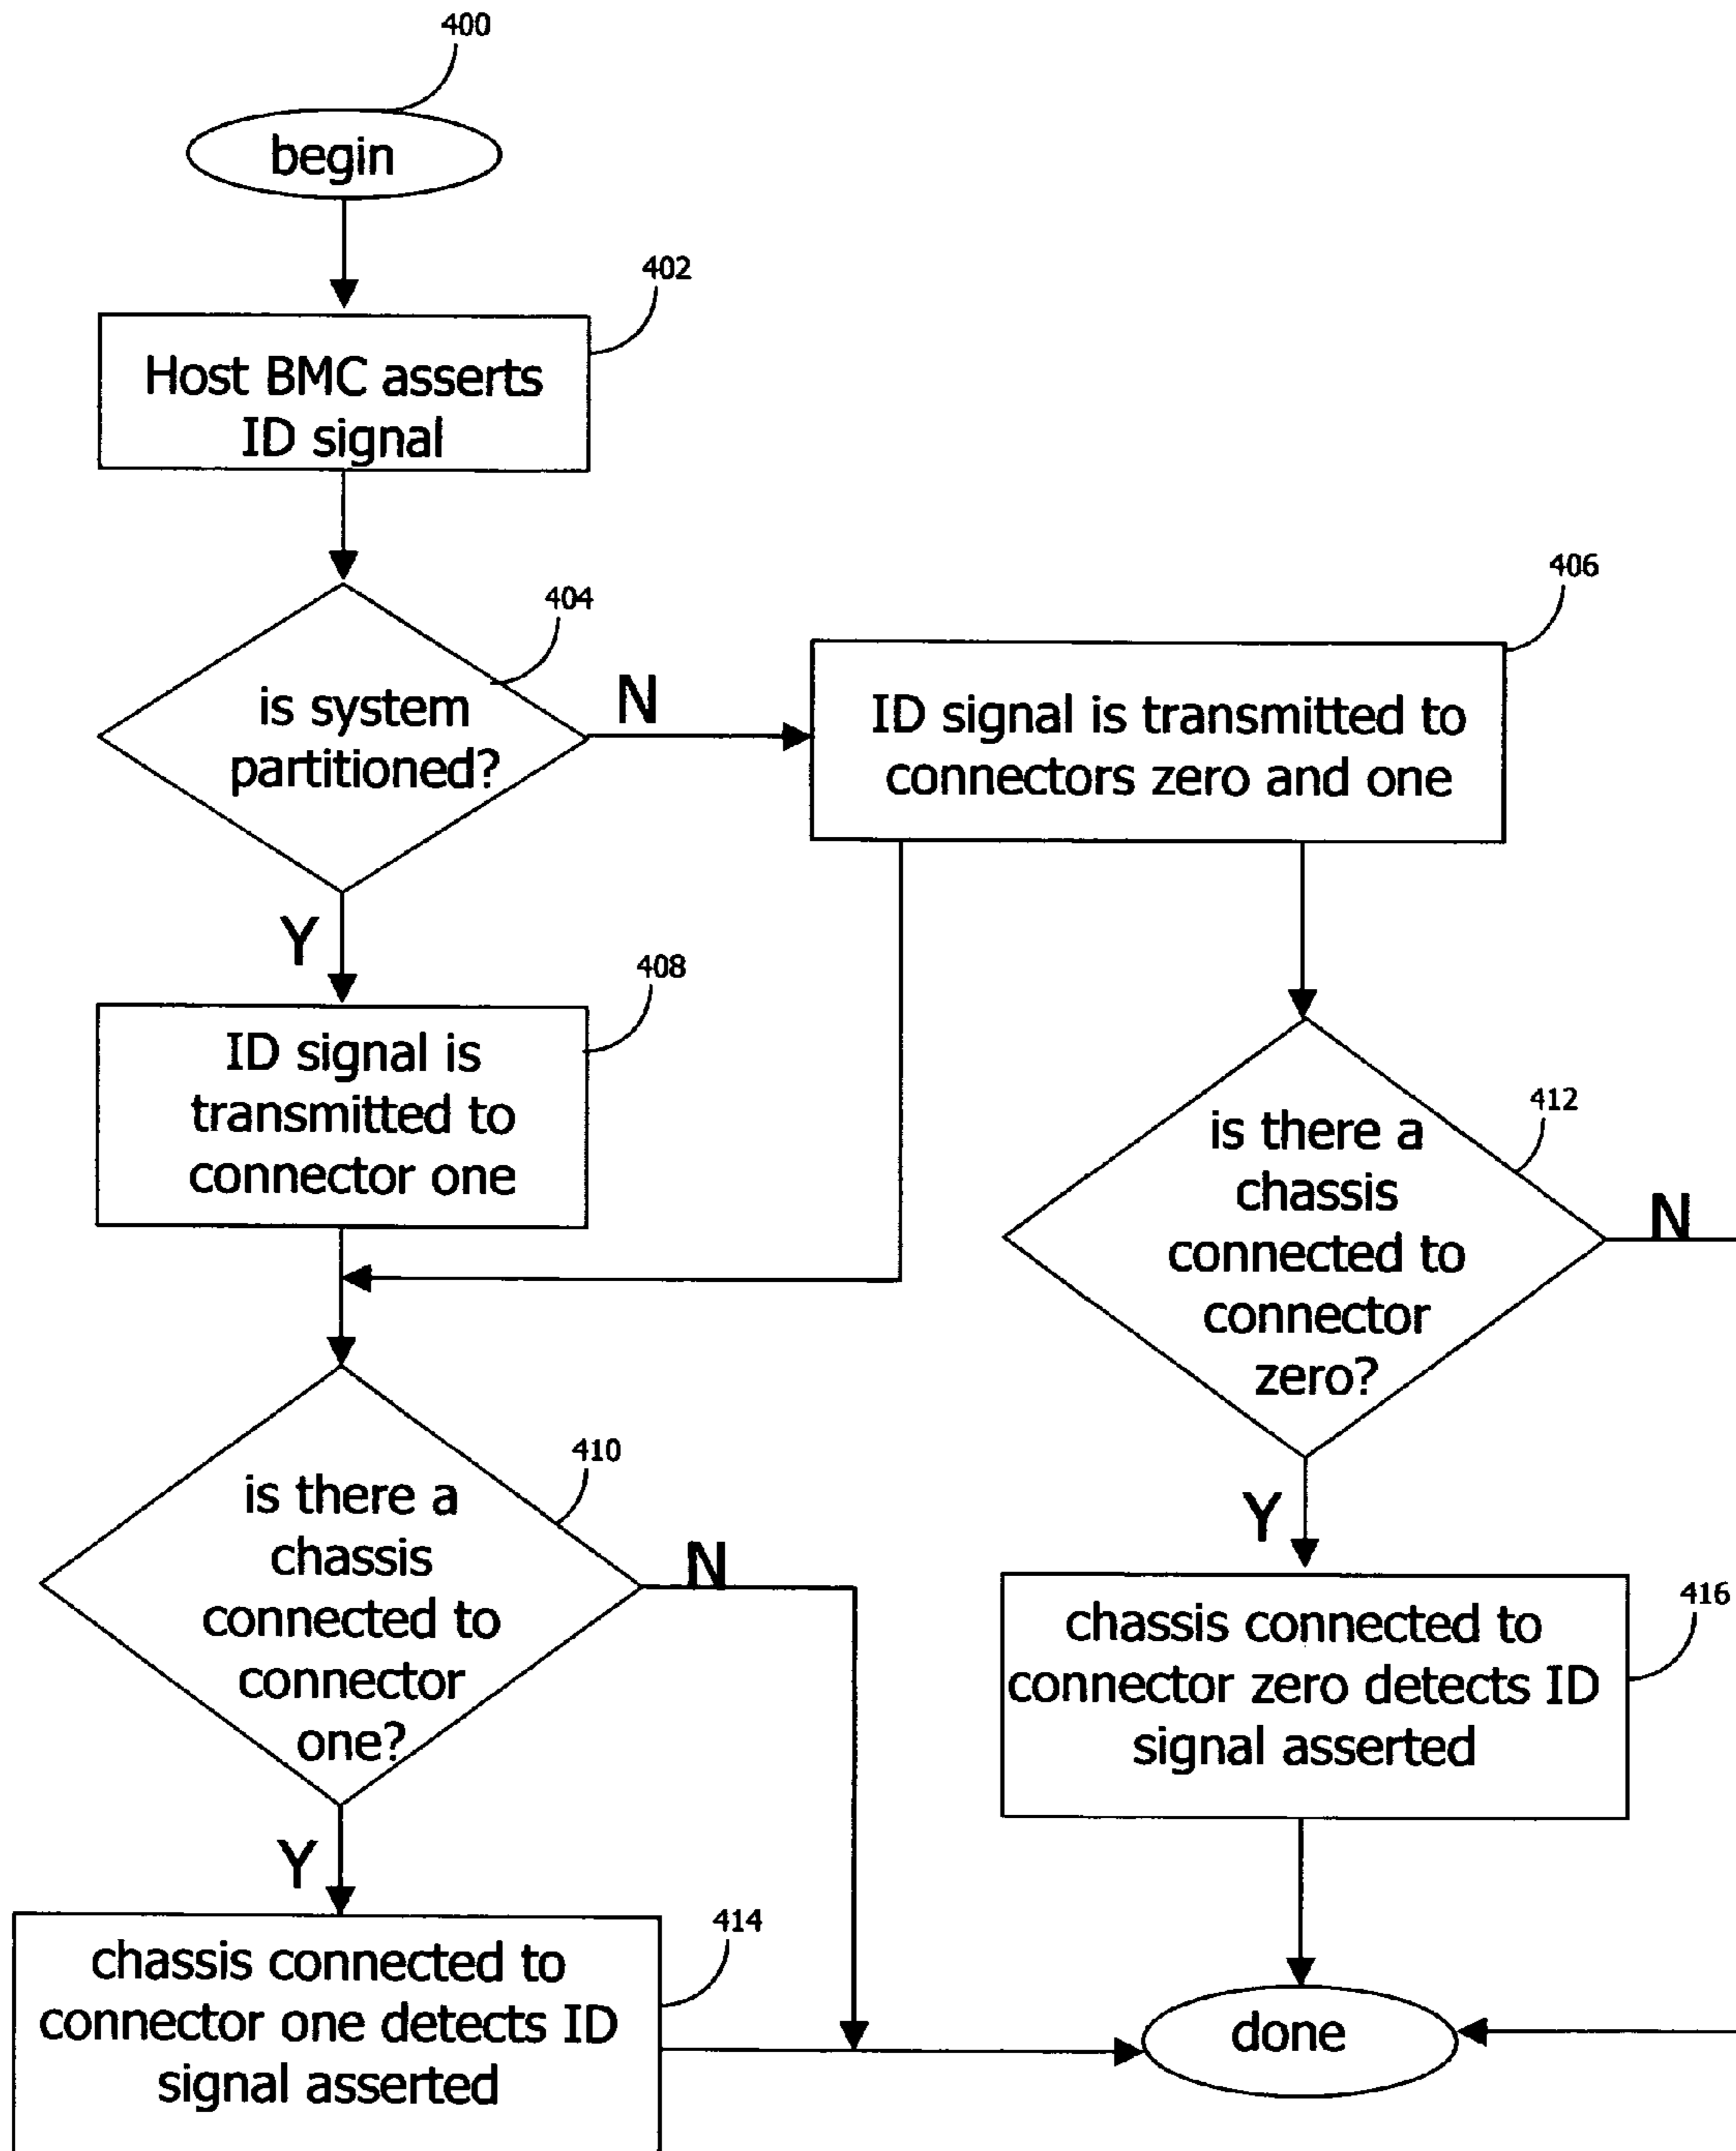 400
begin
402
Host BMC asserts
ID signal
404
is system
partitioned?
N
406
ID signal is transmitted to
connectors zero and one
Y
408
ID signal is
transmitted to
connector one
412
is there a
chassis
connected to
connector
zero?
N
410
is there a
chassis
connected to
connector
one?
N
Y
416
chassis connected to
connector zero detects ID
signal asserted
Y
414
chassis connected to
connector one detects ID
signal asserted
done